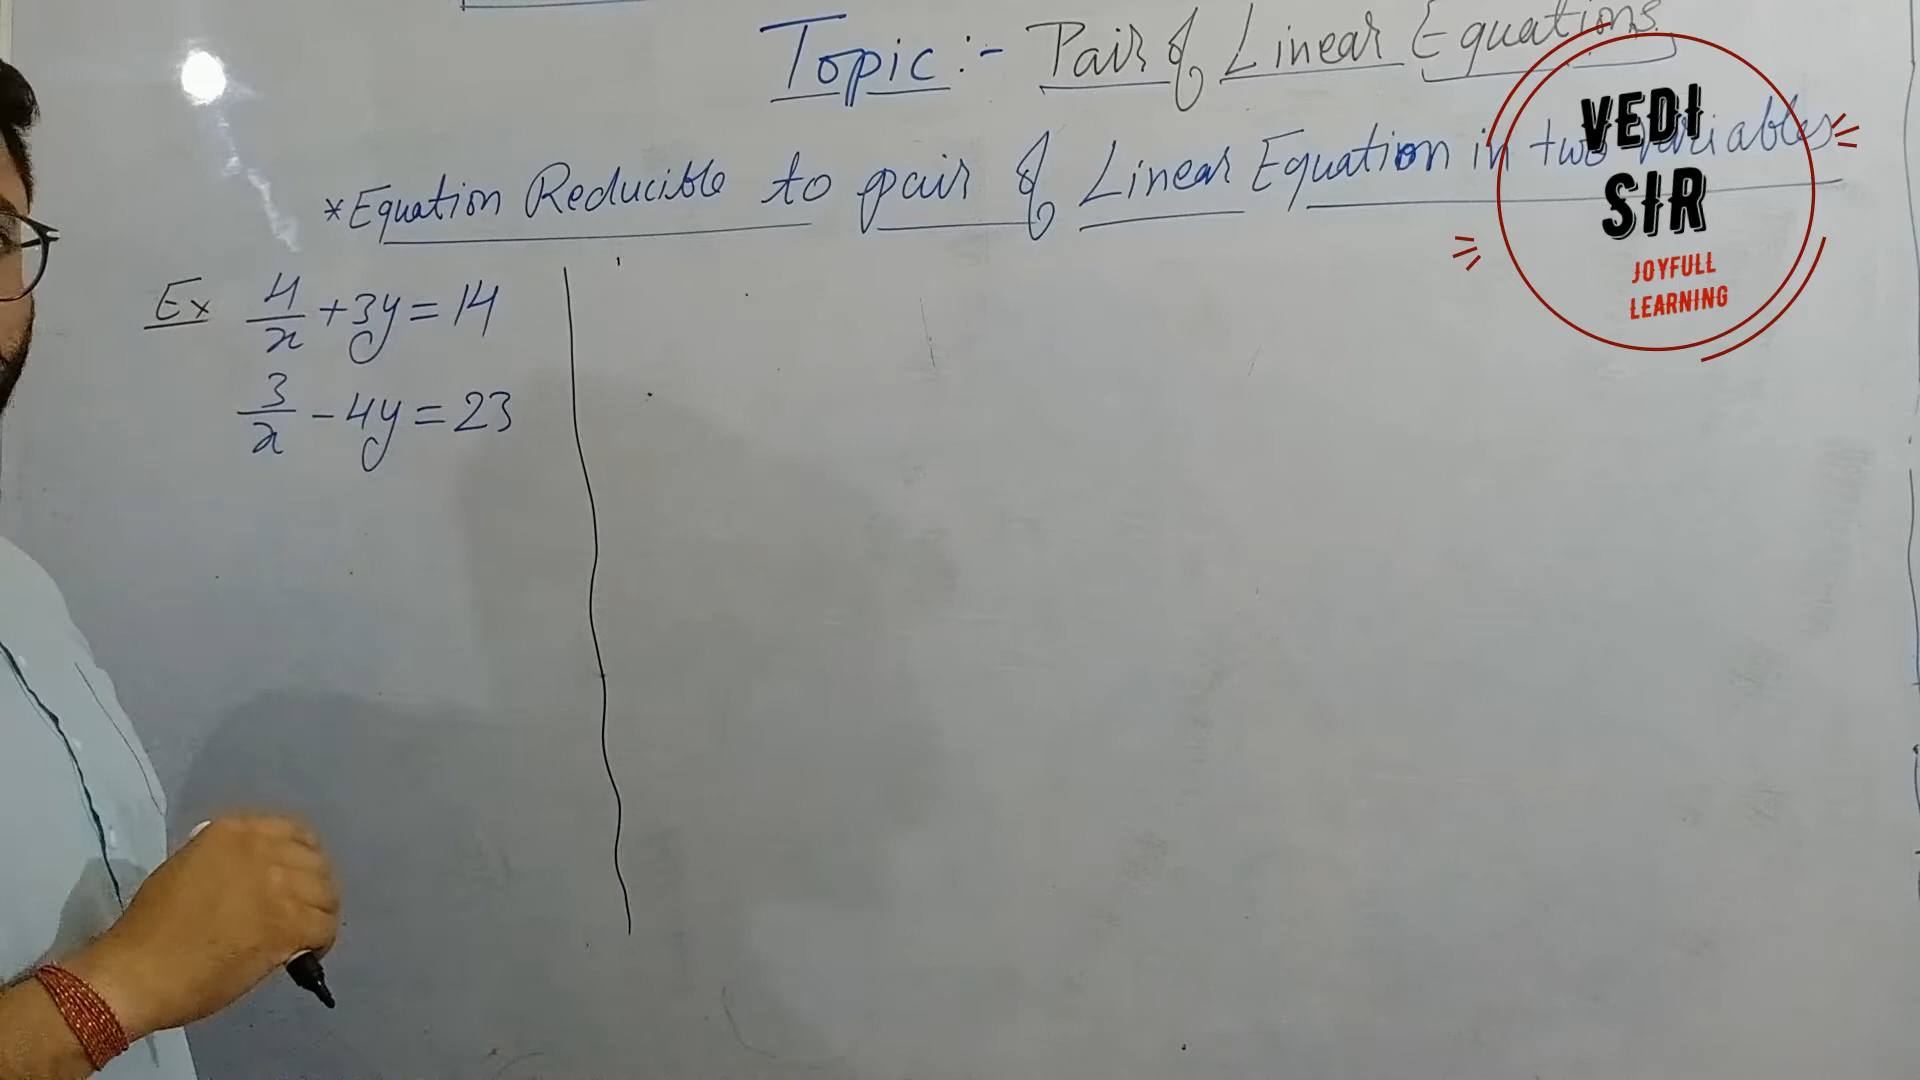 Topic :- Pair of Linear Equations
*Equation Reducible to pair of Linear Equation in two variables
Ex 4/x + 3y = 14
3/x - 4y = 23
VEDI
SIR
JOYFULL
LEARNING